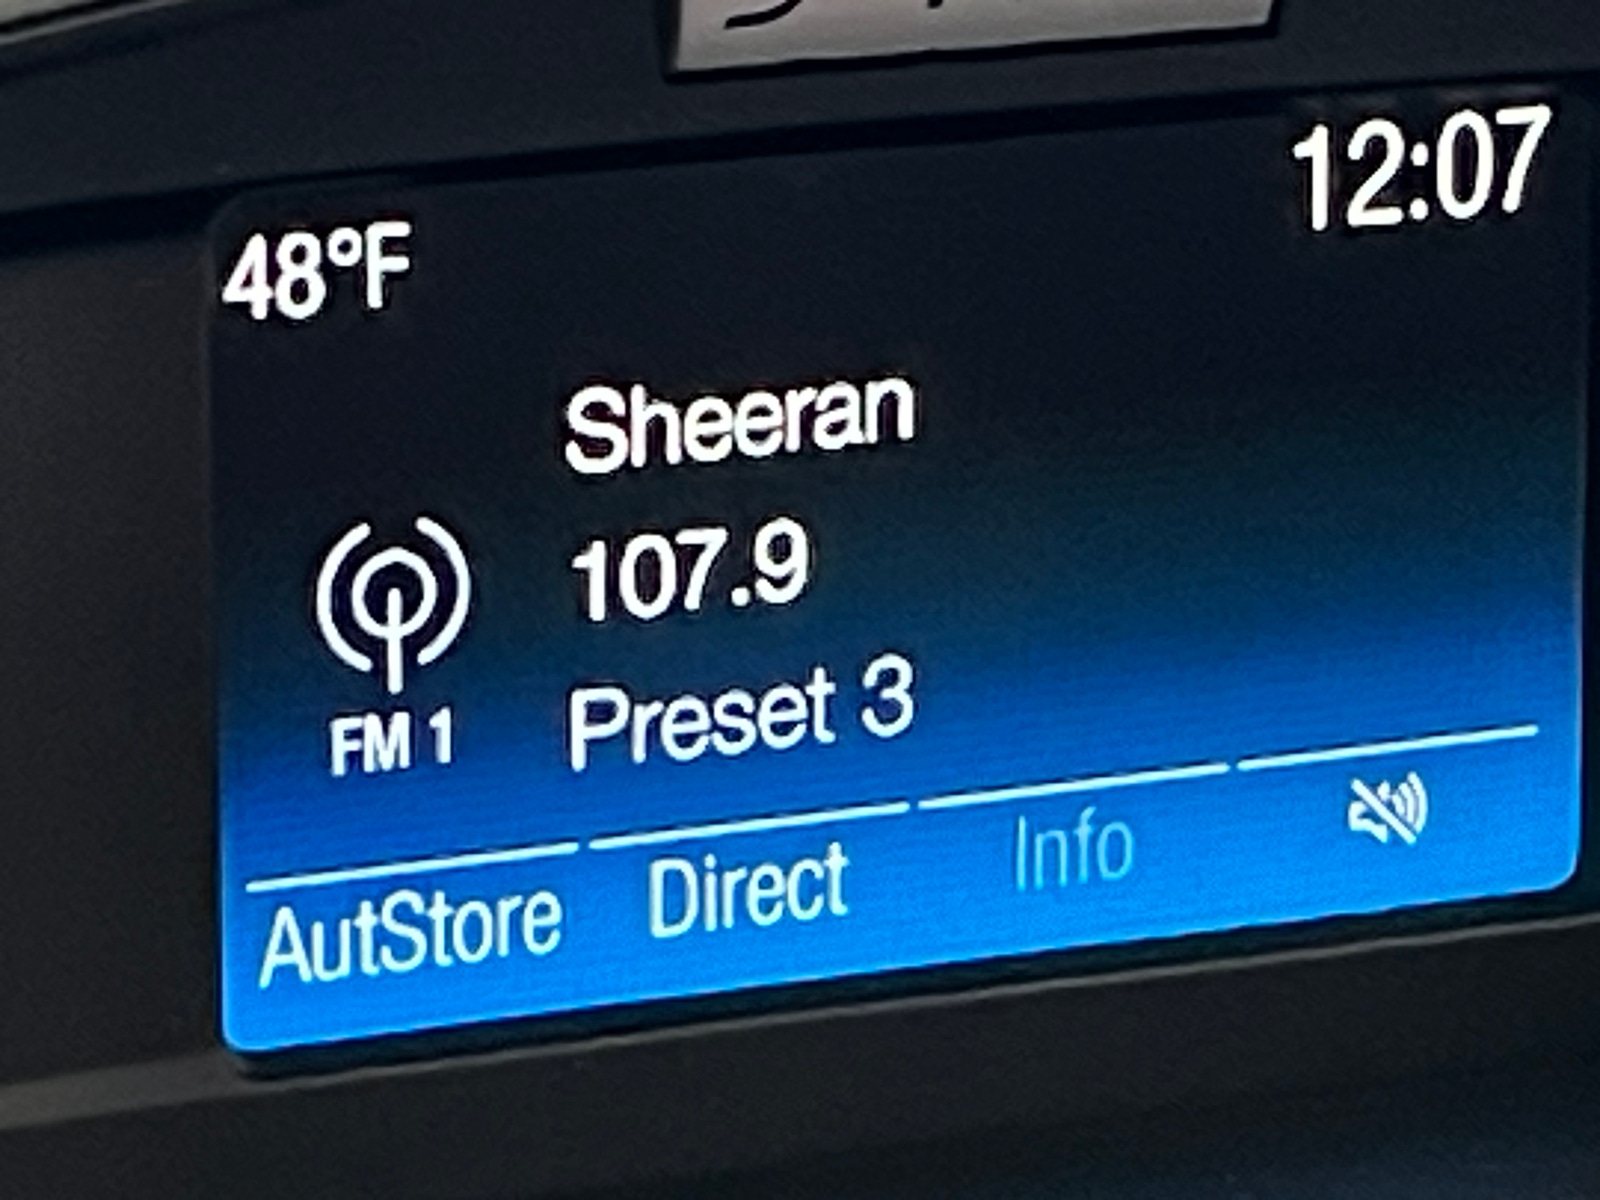 48°F
12:07
Sheeran
107.9
FM 1
Preset 3
AutStore
Direct
Info